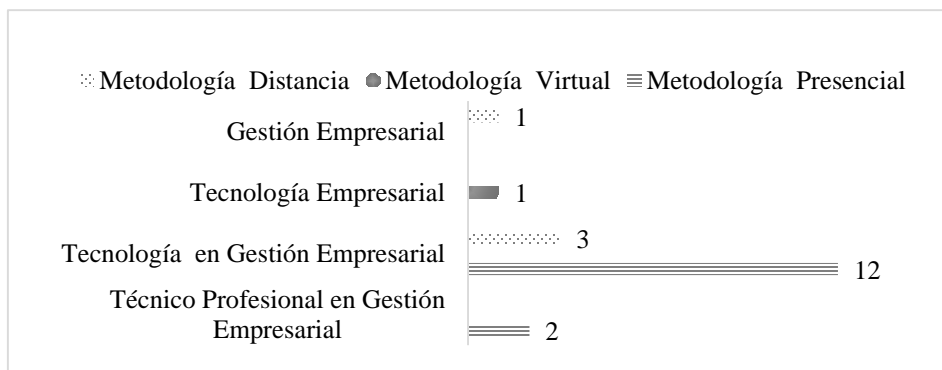 Metodología Distancia Metodología Virtual Metodología Presencial
Gestión Empresarial 1
Tecnología Empresarial 1
3
Tecnología en Gestión Empresarial
12
Técnico Profesional en Gestión
Empresarial 2